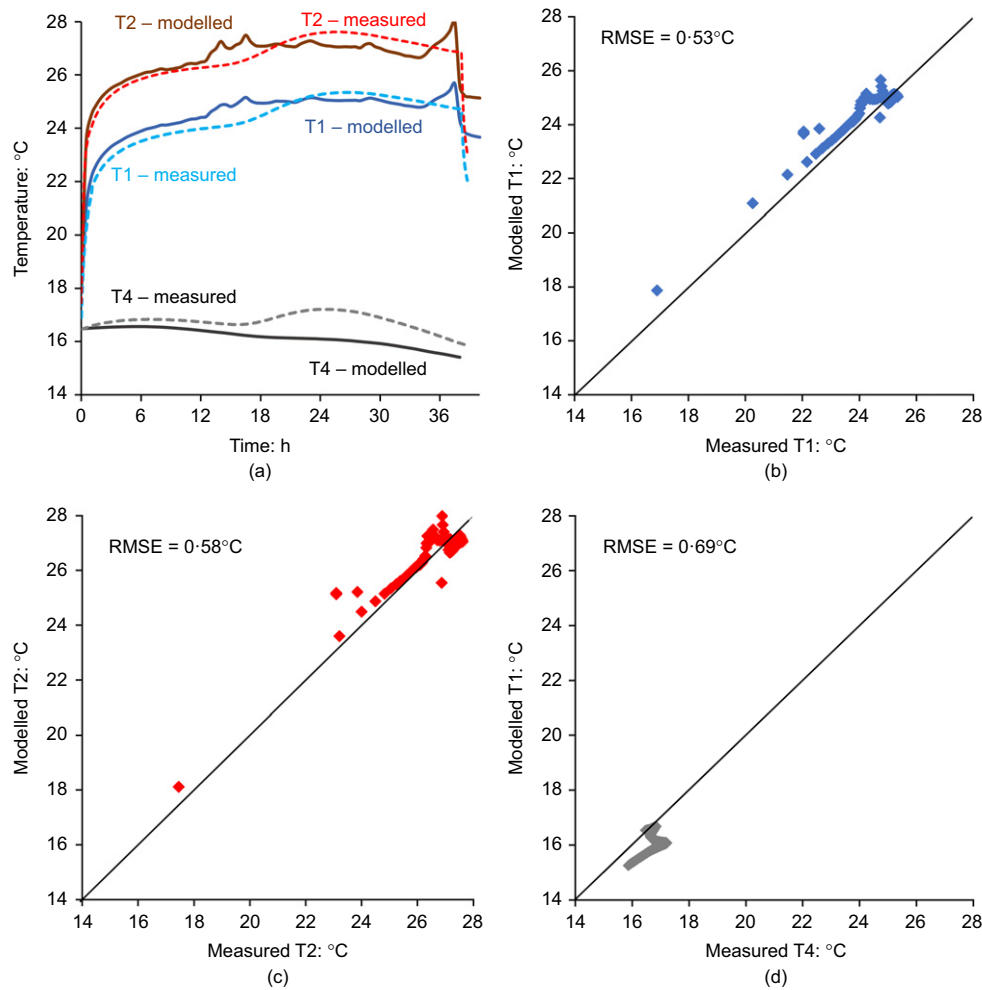 28
26
24
22
20
18
16
14
Temperature: °C
T2 – modelled
T2 – measured
T1 – modelled
T1 – measured
T4 – measured
T4 – modelled
0 6 12 18 24 30 36
Time: h
(a)
28
26
24
22
20
18
16
14
Modelled T1: °C
RMSE = 0·53°C
14 16 18 20 22 24 26 28
Measured T1: °C
(b)
28
26
24
22
20
18
16
14
Modelled T2: °C
RMSE = 0·58°C
14 16 18 20 22 24 26 28
Measured T2: °C
(c)
28
26
24
22
20
18
16
14
Modelled T1: °C
RMSE = 0·69°C
14 16 18 20 22 24 26 28
Measured T4: °C
(d)